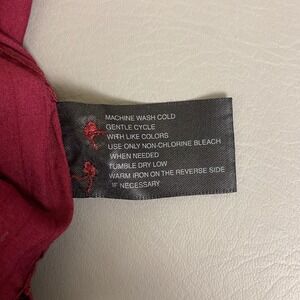 MACHINE WASH COLD
GENTLE CYCLE
WITH LIKE COLORS
USE ONLY NON-CHLORINE BLEACH
WHEN NEEDED
TUMBLE DRY LOW
WARM IRON ON THE REVERSE SIDE
IF NECESSARY